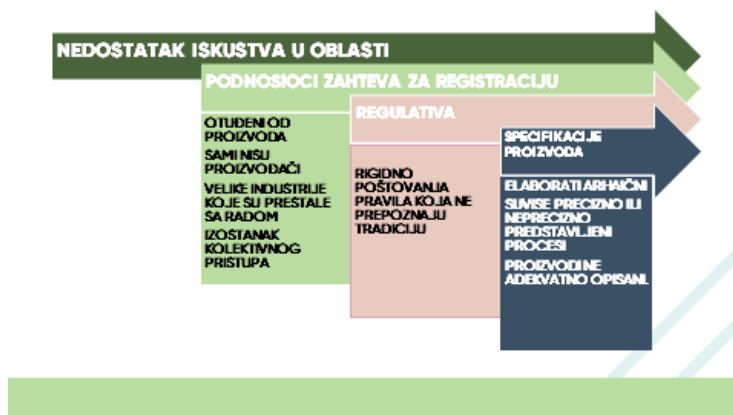 NEDOSTATAK ISKUSTVA U OBLASTI
PODNOSIOCI ZAHTEVA ZA REGISTRACIJU
OTUĐENI OD
PROIZVODA
SAMI NISU
PROIZVOĐAČI
VELIKE INDUSTRIJE
KOJE SU PRESTALE
SA RADOM
IZOSTANAK
KOLEKTIVNOG
PRISTUPA
REGULATIVA
RIGIDNO
POŠTOVANJA
PRAVILA KOJA NE
PREPOZNAJU
TRADICIJU
SPECIFIKACIJE
PROIZVODA
ELABORATI ARHAIČNI
SUVIŠE PRECIZNO ILI
NEPRECIZNO
PREDSTAVLJENI
PROCESI
PROIZVODI NE
ADEKVATNO OPISANI.